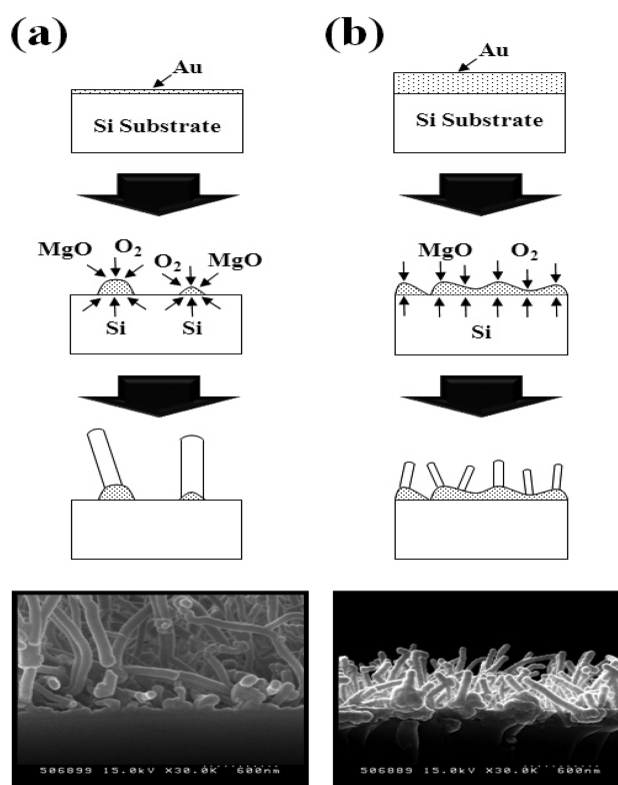 (a)
Au
Si Substrate
MgO O₂ O₂ MgO
Si Si
506899 15.0kV X30.0K 600nm
(b)
Au
Si Substrate
MgO O₂
Si
506889 15.0kV X30.0K 600nm